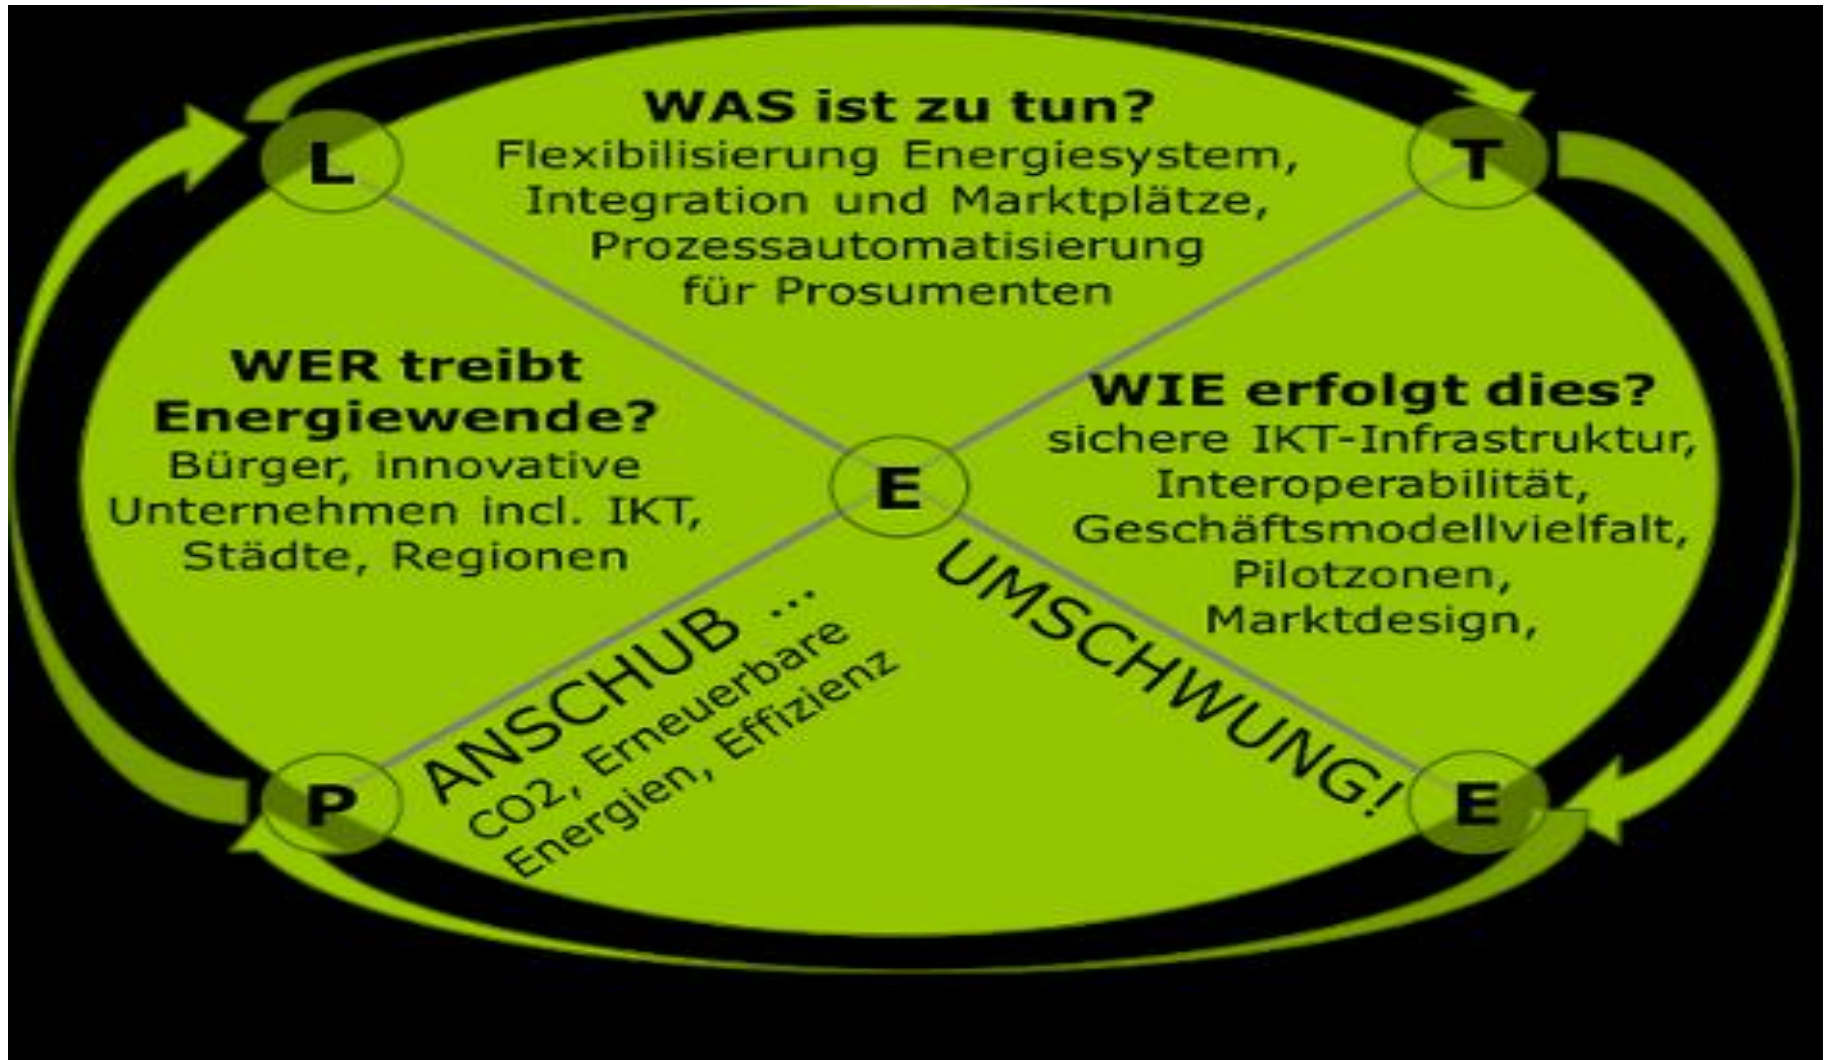 L
T
WAS ist zu tun?
Flexibilisierung Energiesystem,
Integration und Marktplätze,
Prozessautomatisierung
für Prosumenten
WER treibt
Energiewende?
Bürger, innovative
Unternehmen incl. IKT,
Städte, Regionen
E
WIE erfolgt dies?
sichere IKT-Infrastruktur,
Interoperabilität,
Geschäftsmodellvielfalt,
Pilotzonen,
Marktdesign,
P
ANSCHUB ...
CO2, Erneuerbare
Energien, Effizienz
UMSCHWUNG!
E